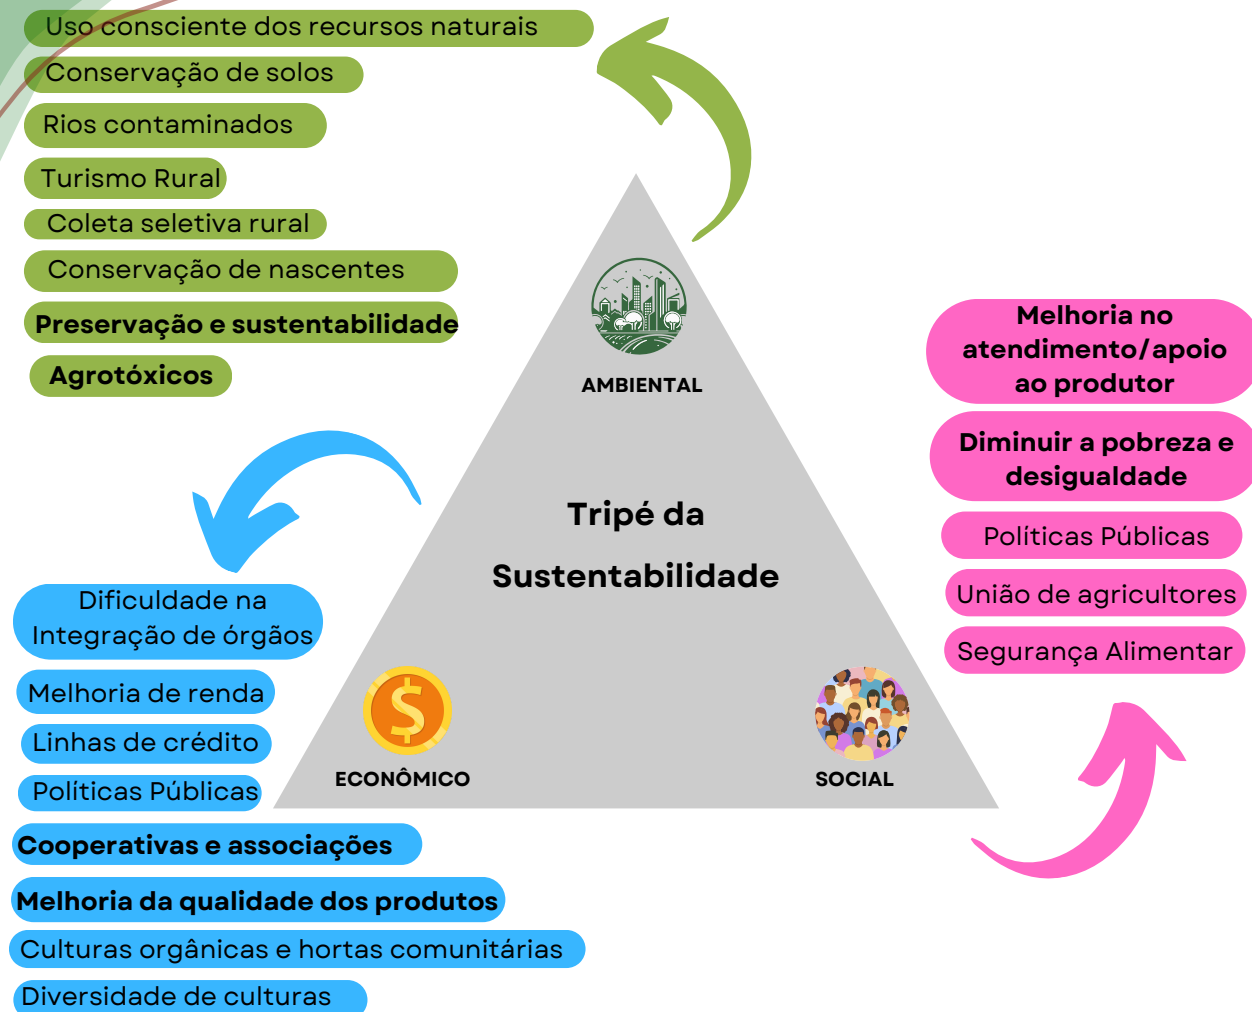 Uso consciente dos recursos naturais
Conservação de solos
Rios contaminados
Turismo Rural
Coleta seletiva rural
Conservação de nascentes
Preservação e sustentabilidade
Agrotóxicos
AMBIENTAL
Tripé da
Sustentabilidade
Melhoria no
atendimento/apoio
ao produtor
Diminuir a pobreza e
desigualdade
Políticas Públicas
União de agricultores
Segurança Alimentar
Dificuldade na
Integração de órgãos
Melhoria de renda
Linhas de crédito
Políticas Públicas
Cooperativas e associações
Melhoria da qualidade dos produtos
Culturas orgânicas e hortas comunitárias
Diversidade de culturas
$
ECONÔMICO
SOCIAL